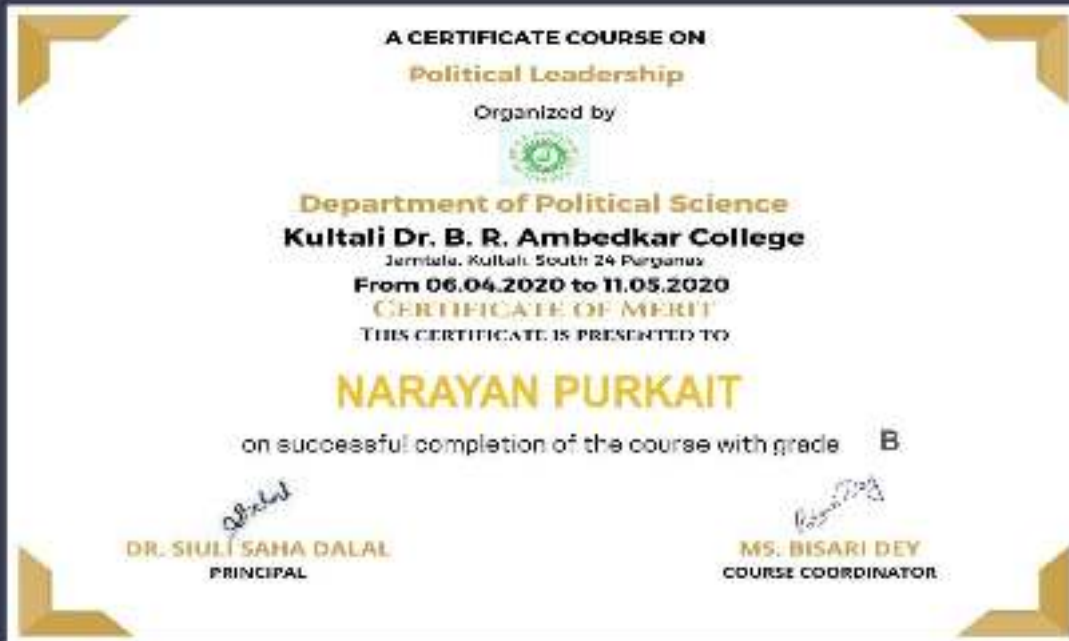 A CERTIFICATE COURSE ON
Political Leadership
Organized by
Department of Political Science
Kultali Dr. B. R. Ambedkar College
Jamtala, Kultali, South 24 Parganas
From 06.04.2020 to 11.05.2020
CERTIFICATE OF MERIT
THIS CERTIFICATE IS PRESENTED TO
NARAYAN PURKAIT
on successful completion of the course with grade B
DR. SIULI SAHA DALAL
PRINCIPAL
MS. BISARI DEY
COURSE COORDINATOR